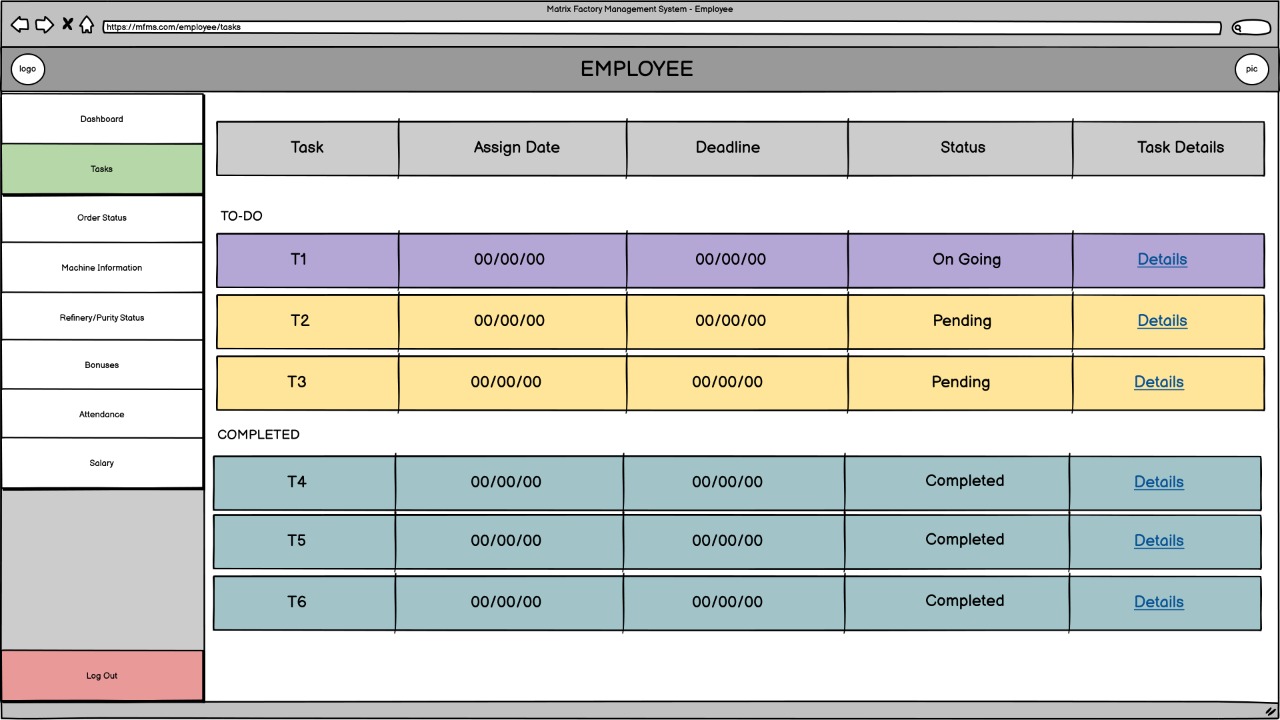 Matrix Factory Management System - Employee
https://mfms.com/employee/tasks
logo
EMPLOYEE
pic
Dashboard
Tasks
Order Status
Machine Information
Refinery/Purity Status
Bonuses
Attendance
Salary
Log Out
Task Assign Date Deadline Status Task Details
TO-DO
T1 00/00/00 00/00/00 On Going Details
T2 00/00/00 00/00/00 Pending Details
T3 00/00/00 00/00/00 Pending Details
COMPLETED
T4 00/00/00 00/00/00 Completed Details
T5 00/00/00 00/00/00 Completed Details
T6 00/00/00 00/00/00 Completed Details